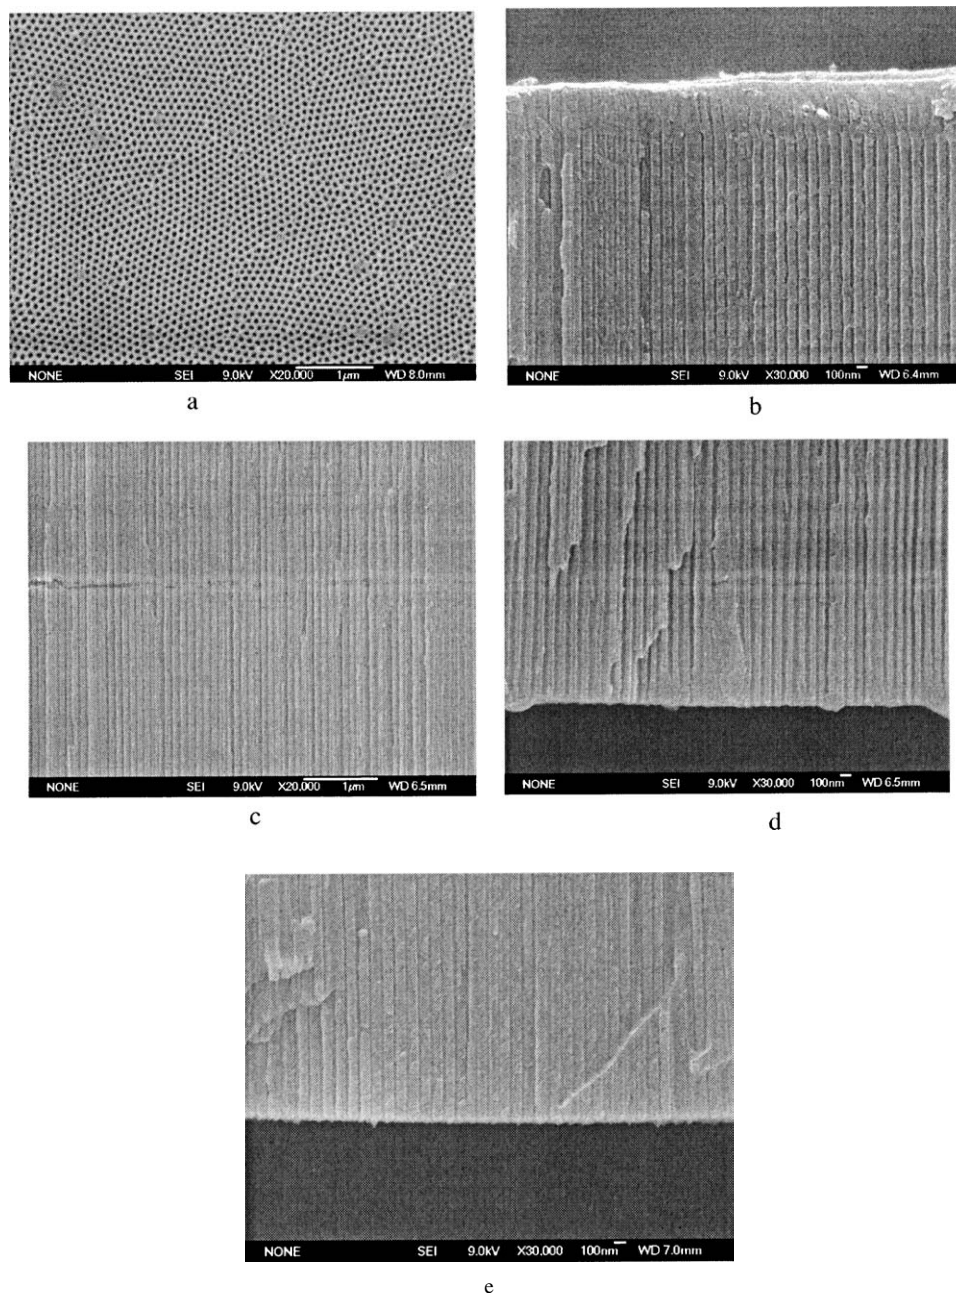 NONE SEI 9.0kV X20,000 1μm WD 8.0mm
a
NONE SEI 9.0kV X30,000 100nm WD 6.4mm
b
NONE SEI 9.0kV X20,000 1μm WD 6.5mm
c
NONE SEI 9.0kV X30,000 100nm WD 6.5mm
d
NONE SEI 9.0kV X30,000 100nm WD 7.0mm
e